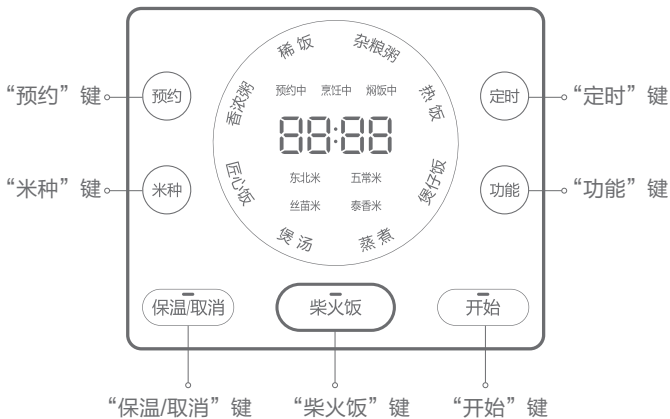 稀饭
杂粮粥
香浓粥
热饭
匠心饭
煲仔饭
煲汤
蒸煮
预约中 烹饪中 焖饭中
88:88
东北米 五常米
丝苗米 泰香米
“预约”键 预约
定时 “定时”键
“米种”键 米种
功能 “功能”键
保温/取消 柴火饭 开始
“保温/取消”键 “柴火饭”键 “开始”键